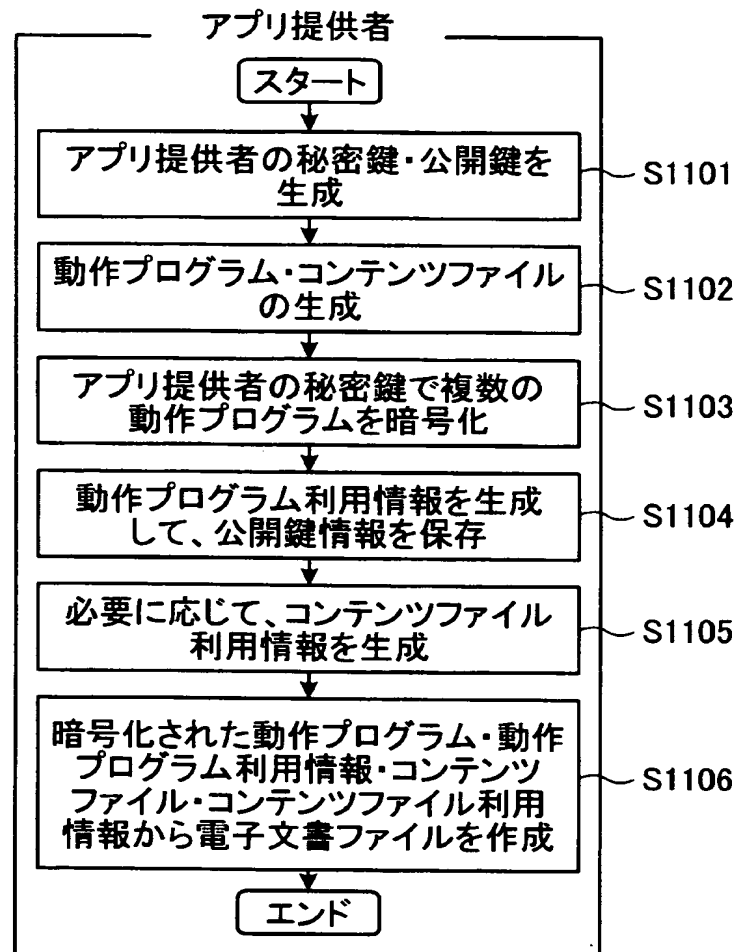 アプリ提供者
スタート
アプリ提供者の秘密鍵・公開鍵を
生成
S1101
動作プログラム・コンテンツファイル
の生成
S1102
アプリ提供者の秘密鍵で複数の
動作プログラムを暗号化
S1103
動作プログラム利用情報を生成
して、公開鍵情報を保存
S1104
必要に応じて、コンテンツファイル
利用情報を生成
S1105
暗号化された動作プログラム・動作
プログラム利用情報・コンテンツ
ファイル・コンテンツファイル利用
情報から電子文書ファイルを作成
S1106
エンド